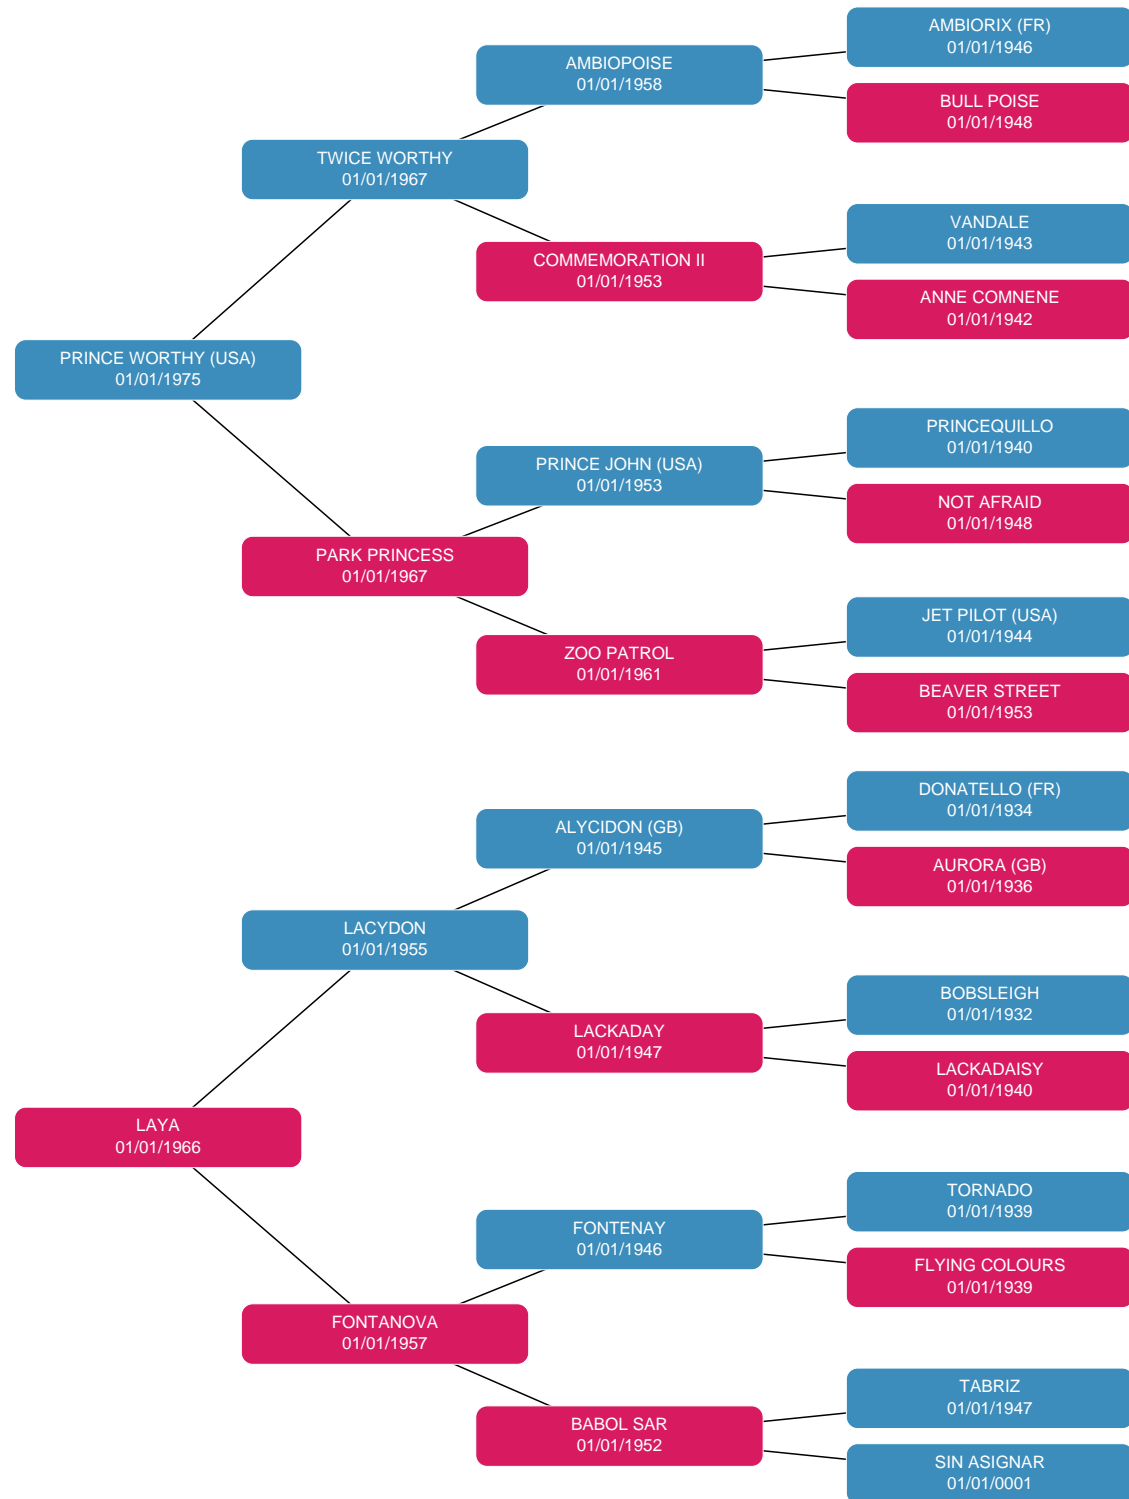 AMBIORIX (FR)
01/01/1946
AMBIOPOISE
01/01/1958
BULL POISE
01/01/1948
TWICE WORTHY
01/01/1967
VANDALE
01/01/1943
COMMEMORATION II
01/01/1953
ANNE COMNENE
01/01/1942
PRINCE WORTHY (USA)
01/01/1975
PRINCEQUILLO
01/01/1940
PRINCE JOHN (USA)
01/01/1953
NOT AFRAID
01/01/1948
PARK PRINCESS
01/01/1967
JET PILOT (USA)
01/01/1944
ZOO PATROL
01/01/1961
BEAVER STREET
01/01/1953
DONATELLO (FR)
01/01/1934
ALYCIDON (GB)
01/01/1945
AURORA (GB)
01/01/1936
LACYDON
01/01/1955
BOBSLEIGH
01/01/1932
LACKADAY
01/01/1947
LACKADAISY
01/01/1940
LAYA
01/01/1966
TORNADO
01/01/1939
FONTENAY
01/01/1946
FLYING COLOURS
01/01/1939
FONTANOVA
01/01/1957
TABRIZ
01/01/1947
BABOL SAR
01/01/1952
SIN ASIGNAR
01/01/0001